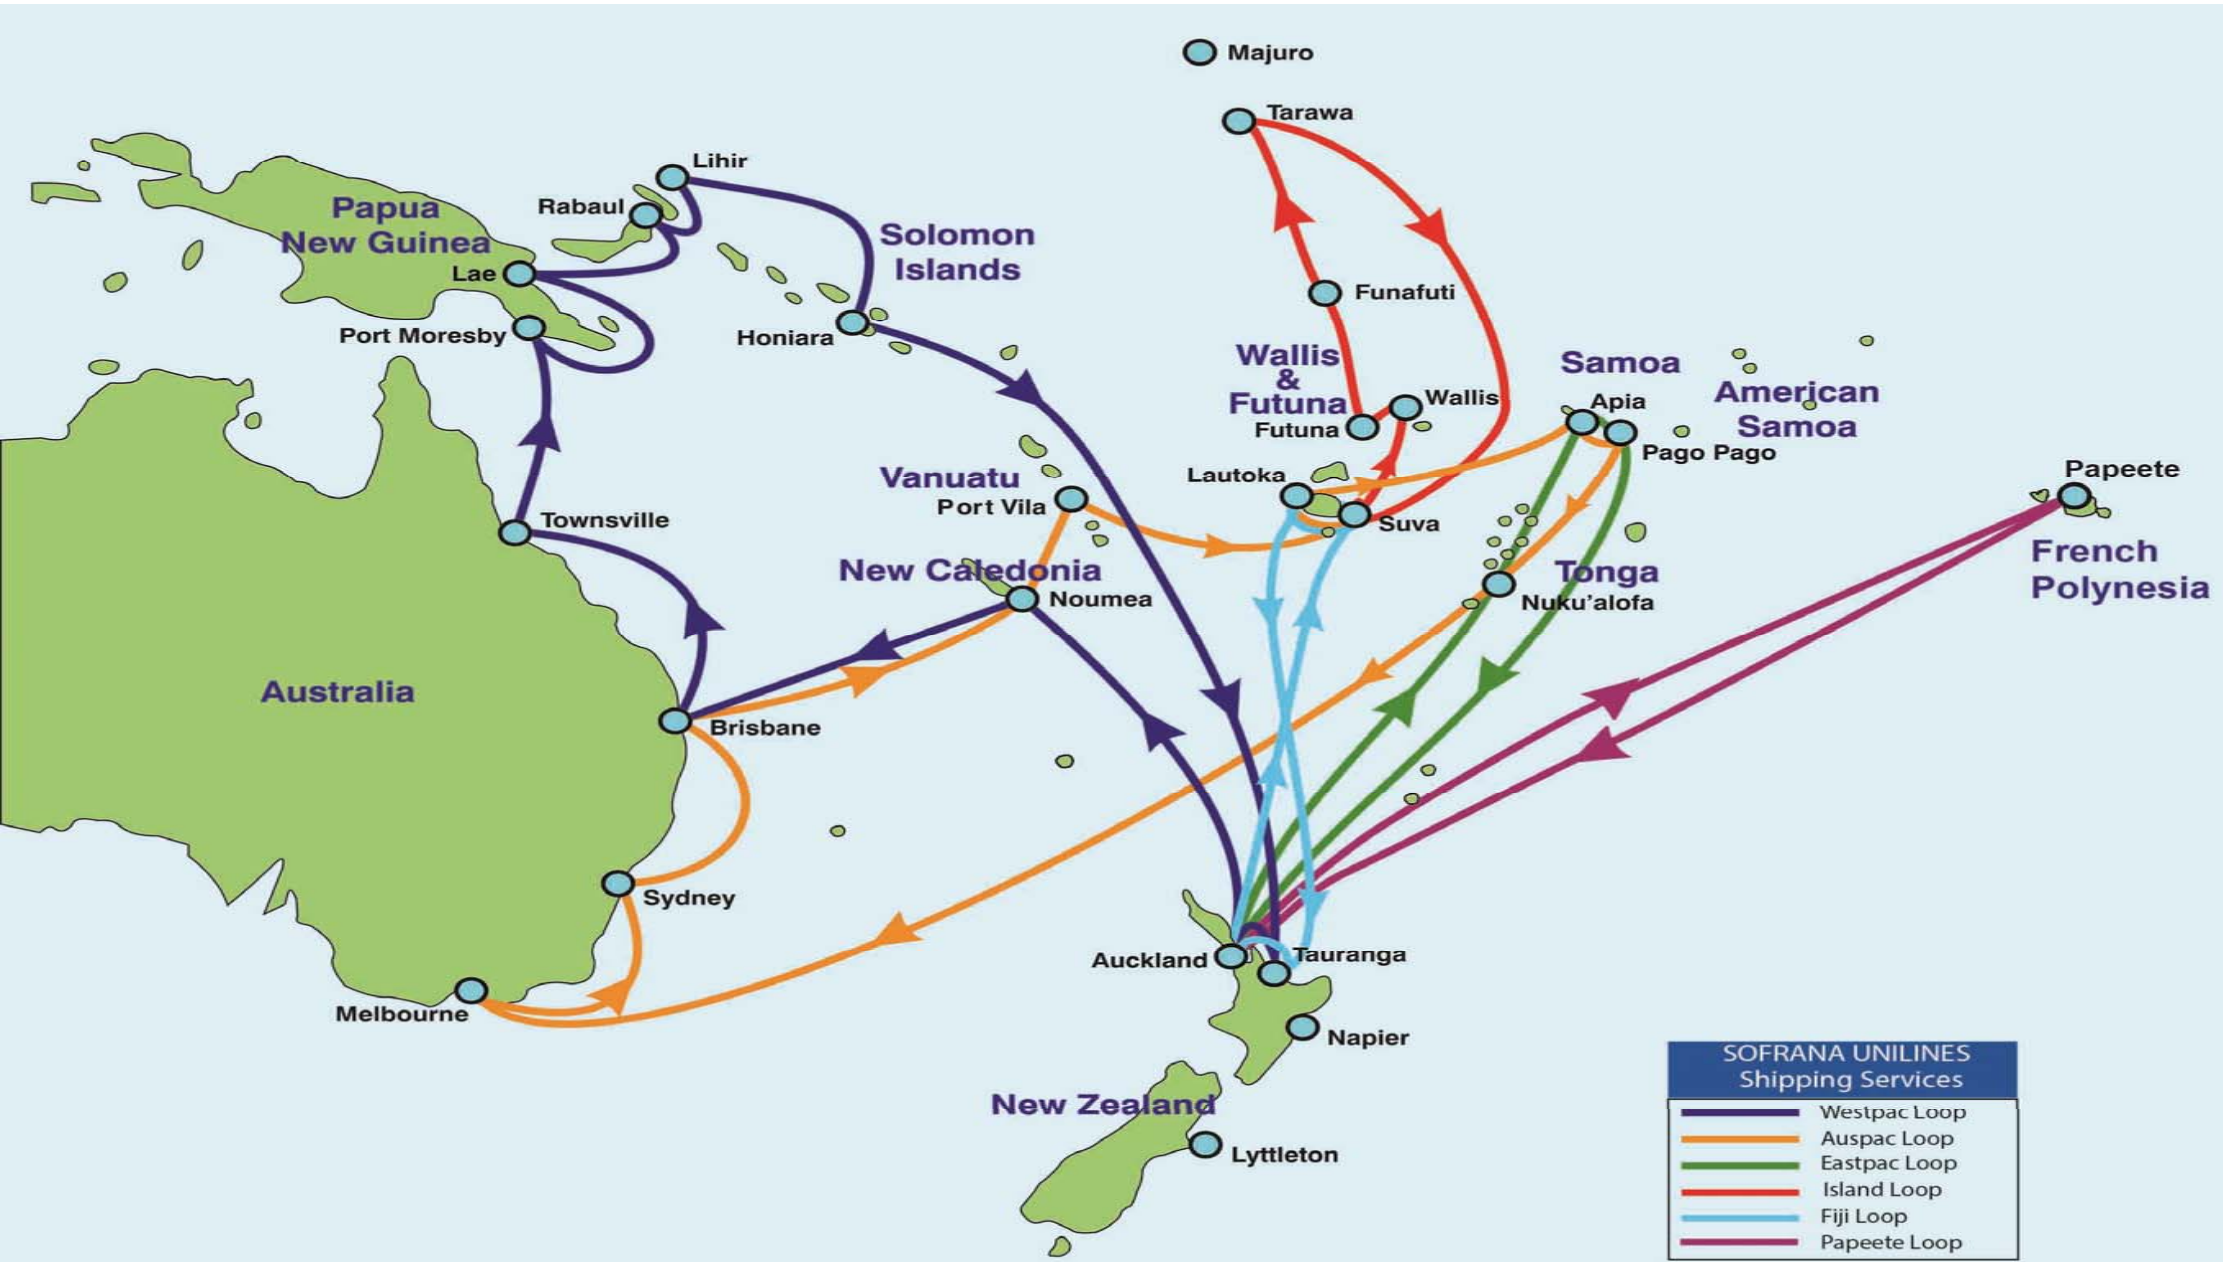 Majuro
Tarawa
Lihir
Rabaul
Papua
New Guinea
Lae
Port Moresby
Solomon
Islands
Honiara
Funafuti
Wallis
&
Futuna
Wallis
Futuna
Samoa
Apia
American
Samoa
Pago Pago
Lautoka
Suva
Vanuatu
Port Vila
Papeete
French
Polynesia
Townsville
New Caledonia
Noumea
Tonga
Nuku’alofa
Australia
Brisbane
Sydney
Melbourne
Auckland
Tauranga
Napier
New Zealand
Lyttleton
SOFRANA UNILINES
Shipping Services
Westpac Loop
Auspac Loop
Eastpac Loop
Island Loop
Fiji Loop
Papeete Loop